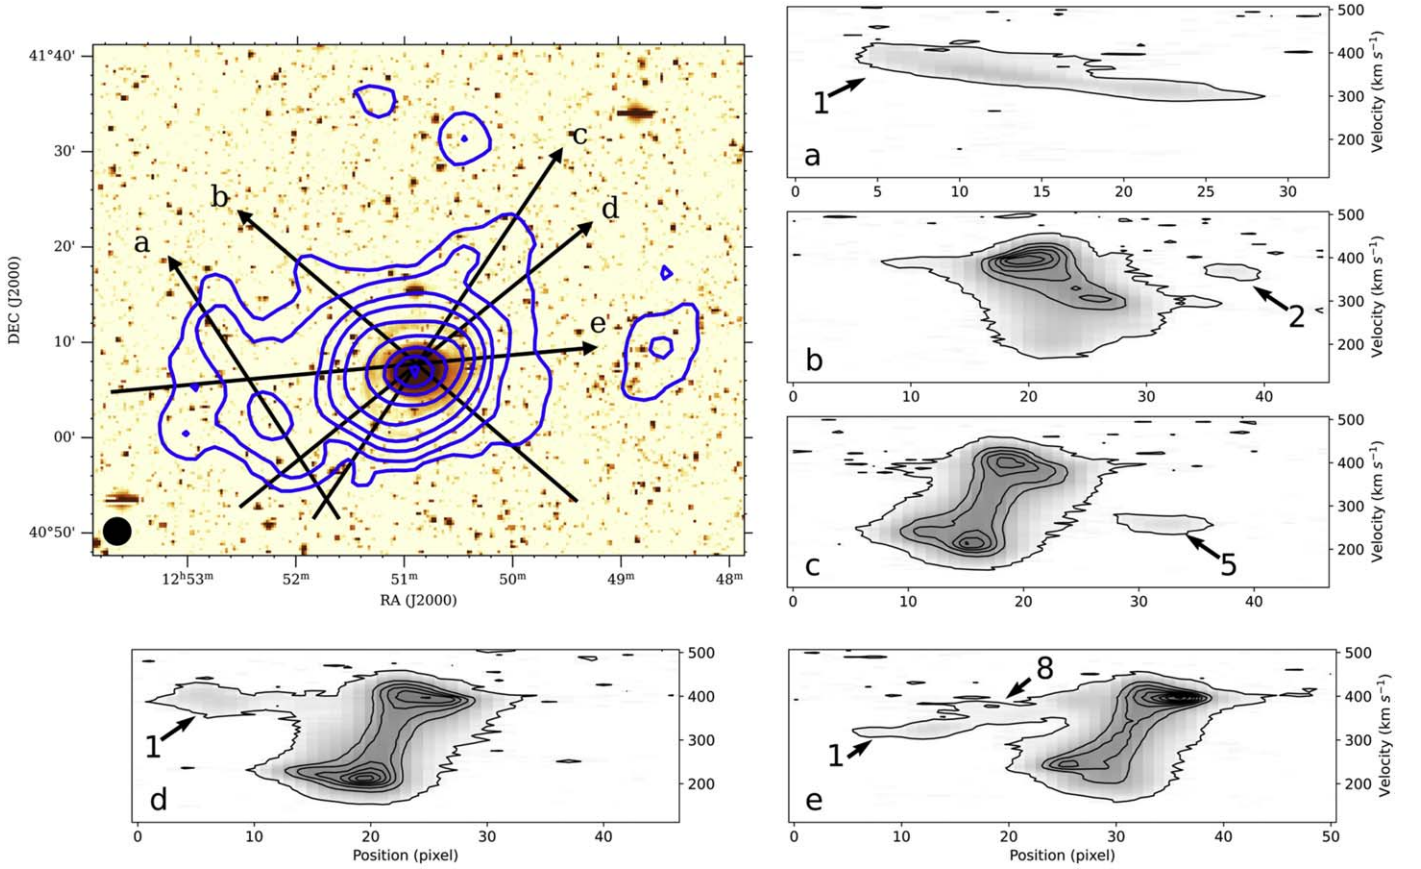 41°40'
30'
20'
10'
00'
40°50'
DEC (J2000)
12ʰ53ᵐ 52ᵐ 51ᵐ 50ᵐ 49ᵐ 48ᵐ
RA (J2000)
a
b
c
d
e
500
400
300
200
Velocity (km s⁻¹)
1
a
0 5 10 15 20 25 30
500
400
300
200
Velocity (km s⁻¹)
2
b
0 10 20 30 40
500
400
300
200
Velocity (km s⁻¹)
5
c
0 10 20 30 40
500
400
300
200
1
d
0 10 20 30 40
Position (pixel)
500
400
300
200
Velocity (km s⁻¹)
8
1
e
0 10 20 30 40 50
Position (pixel)